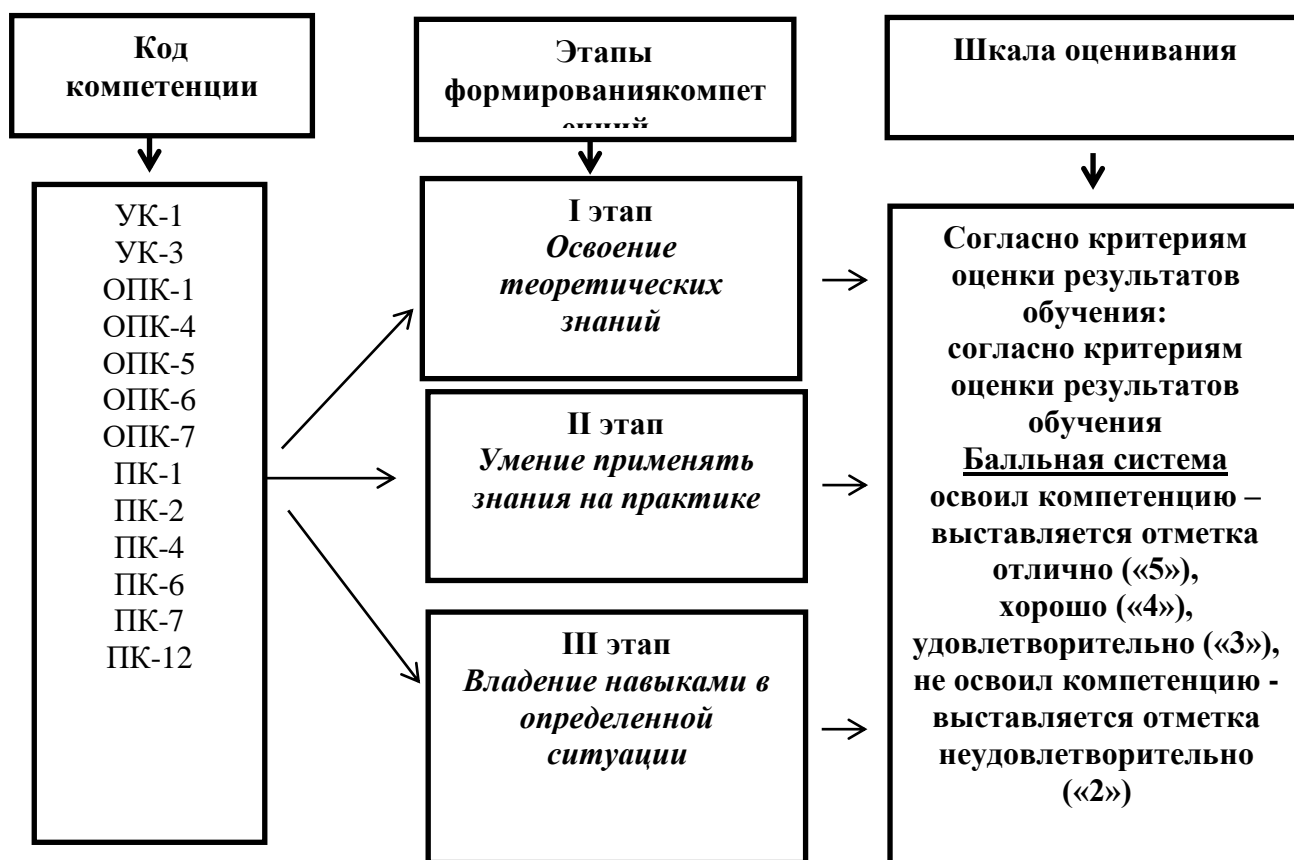 Код
компетенции
Этапы
формированиякомпет
енций
Шкала оценивания
УК-1
УК-3
ОПК-1
ОПК-4
ОПК-5
ОПК-6
ОПК-7
ПК-1
ПК-2
ПК-4
ПК-6
ПК-7
ПК-12
I этап
Освоение
теоретических
знаний
II этап
Умение применять
знания на практике
III этап
Владение навыками в
определенной
ситуации
Согласно критериям
оценки результатов
обучения:
согласно критериям
оценки результатов
обучения
Балльная система
освоил компетенцию –
выставляется отметка
отлично («5»),
хорошо («4»),
удовлетворительно («3»),
не освоил компетенцию -
выставляется отметка
неудовлетворительно
(«2»)